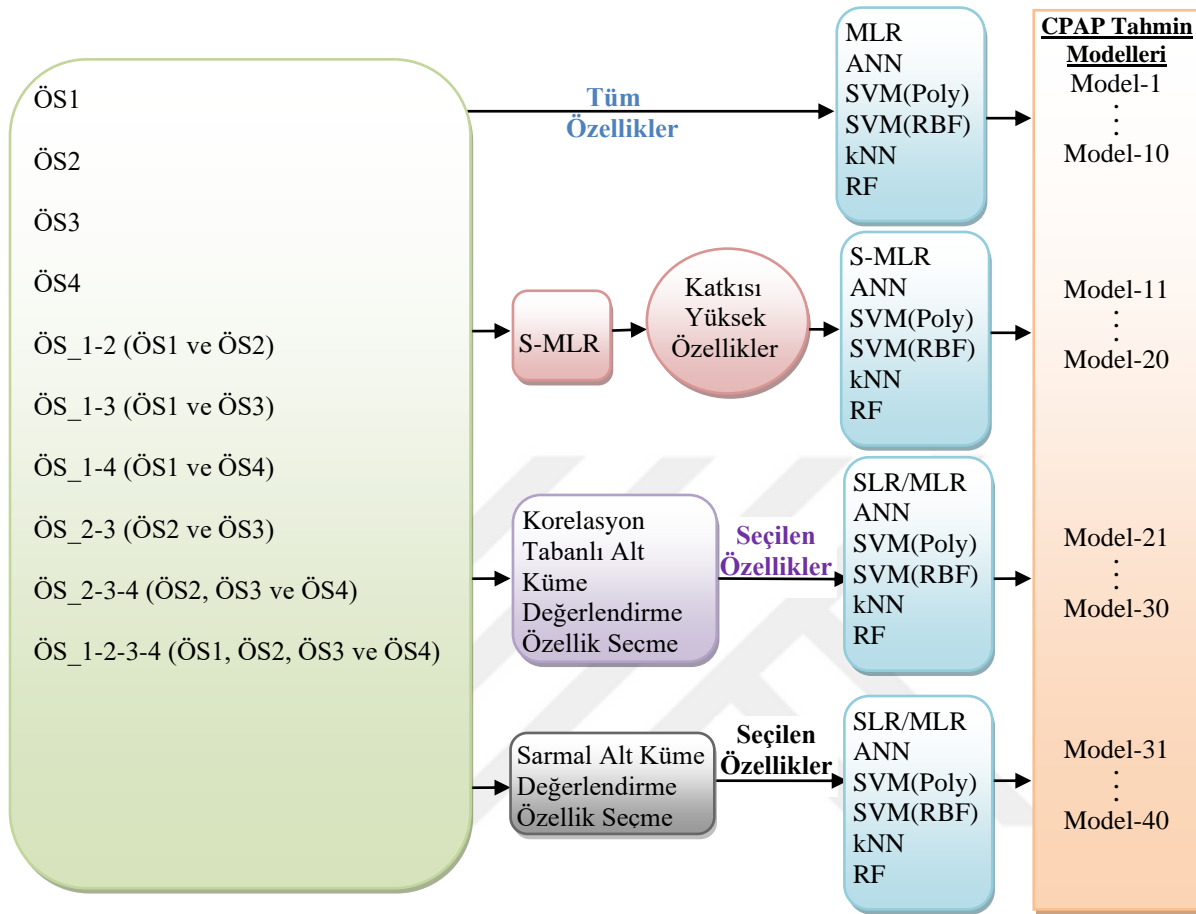 ÖS1
ÖS2
ÖS3
ÖS4
ÖS_1-2 (ÖS1 ve ÖS2)
ÖS_1-3 (ÖS1 ve ÖS3)
ÖS_1-4 (ÖS1 ve ÖS4)
ÖS_2-3 (ÖS2 ve ÖS3)
ÖS_2-3-4 (ÖS2, ÖS3 ve ÖS4)
ÖS_1-2-3-4 (ÖS1, ÖS2, ÖS3 ve ÖS4)
Tüm
Özellikler
MLR
ANN
SVM(Poly)
SVM(RBF)
kNN
RF
S-MLR
Katkısı
Yüksek
Özellikler
S-MLR
ANN
SVM(Poly)
SVM(RBF)
kNN
RF
Korelasyon
Tabanlı Alt
Küme
Değerlendirme
Özellik Seçme
Seçilen
Özellikler
SLR/MLR
ANN
SVM(Poly)
SVM(RBF)
kNN
RF
Sarmal Alt Küme
Değerlendirme
Özellik Seçme
Seçilen
Özellikler
SLR/MLR
ANN
SVM(Poly)
SVM(RBF)
kNN
RF
CPAP Tahmin
Modelleri
Model-1
⋮
Model-10
Model-11
⋮
Model-20
Model-21
⋮
Model-30
Model-31
⋮
Model-40